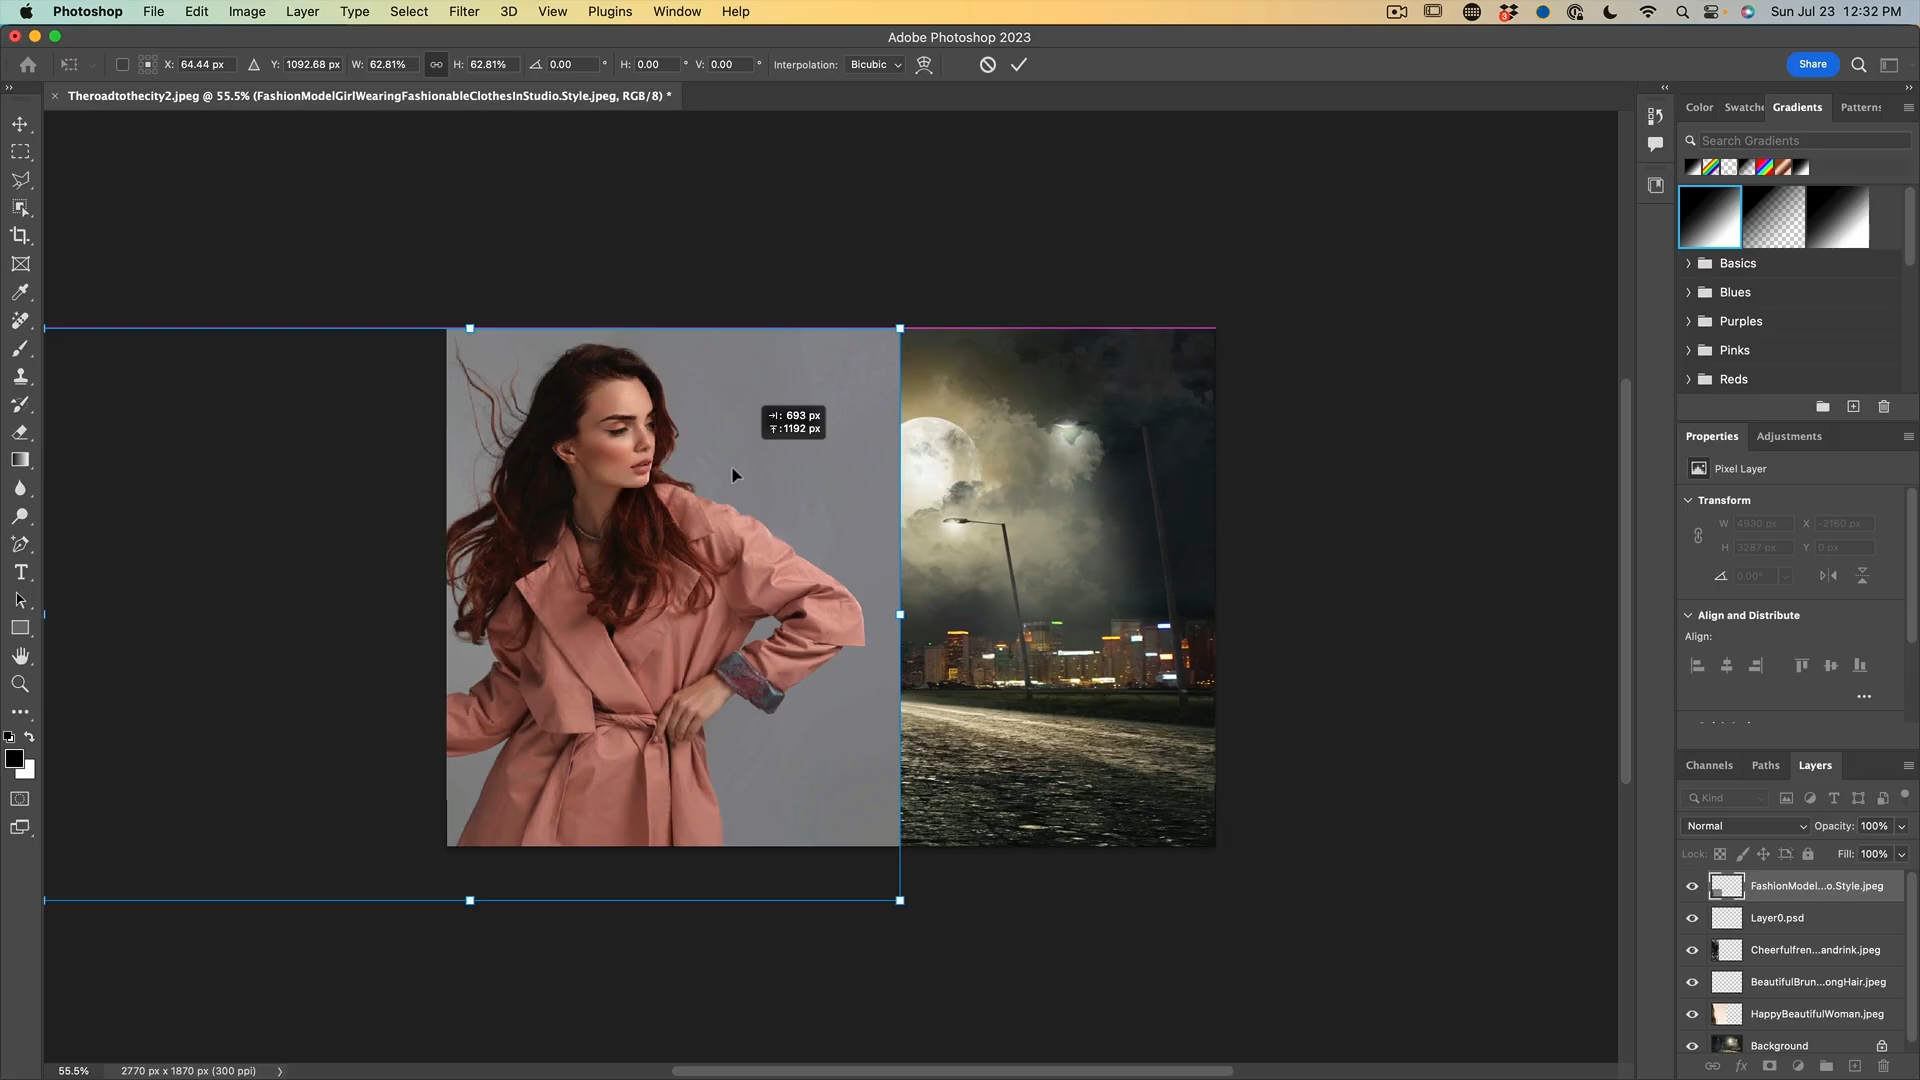 Photoshop File Edit Image Layer Type Select Filter 3D View Plugins Window Help 3 Sun Jul 23 12:32 PM
Adobe Photoshop 2023
X: 64.44 px Y: 1092.68 px W: 62.81% H: 62.81% 0.00 ° H: 0.00 ° V: 0.00 ° Interpolation: Bicubic Share
× Theroadtothecity2.jpeg @ 55.5% (FashionModelGirlWearingFashionableClothesInStudio.Style.jpeg, RGB/8) *
Color Swatche Gradients Patterns
Search Gradients
Basics
Blues
Purples
Pinks
Reds
: 693 px
: 1192 px
Properties Adjustments
Pixel Layer
Transform
W 4930 px X -2160 px
H 3287 px Y 0 px
0.00°
Align and Distribute
Align:
Channels Paths Layers
Kind
Normal Opacity: 100%
Lock: Fill: 100%
FashionModel...o.Style.jpeg
Layer0.psd
Cheerfulfren...andrink.jpeg
BeautifulBrun...ongHair.jpeg
HappyBeautifulWoman.jpeg
Background
fx
55.5% 2770 px x 1870 px (300 ppi)